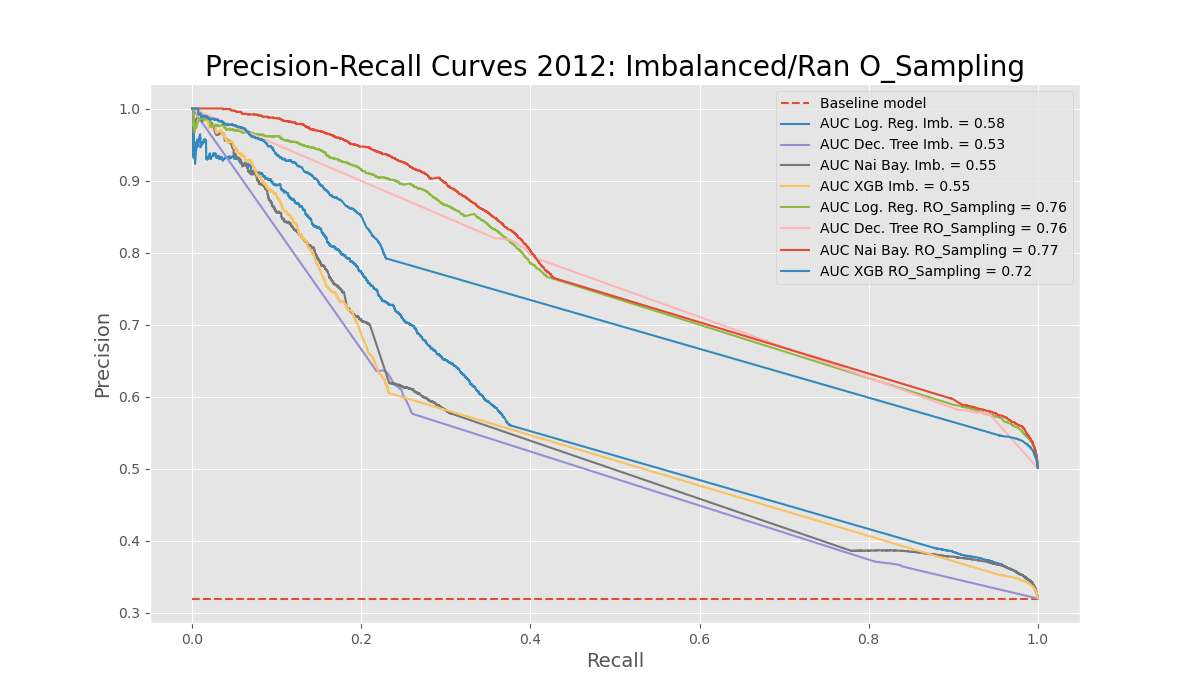 Precision-Recall Curves 2012: Imbalanced/Ran O_Sampling
Baseline model
AUC Log. Reg. Imb. = 0.58
AUC Dec. Tree Imb. = 0.53
AUC Nai Bay. Imb. = 0.55
AUC XGB Imb. = 0.55
AUC Log. Reg. RO_Sampling = 0.76
AUC Dec. Tree RO_Sampling = 0.76
AUC Nai Bay. RO_Sampling = 0.77
AUC XGB RO_Sampling = 0.72
1.0
0.9
0.8
0.7
0.6
0.5
0.4
0.3
Precision
0.0 0.2 0.4 0.6 0.8 1.0
Recall